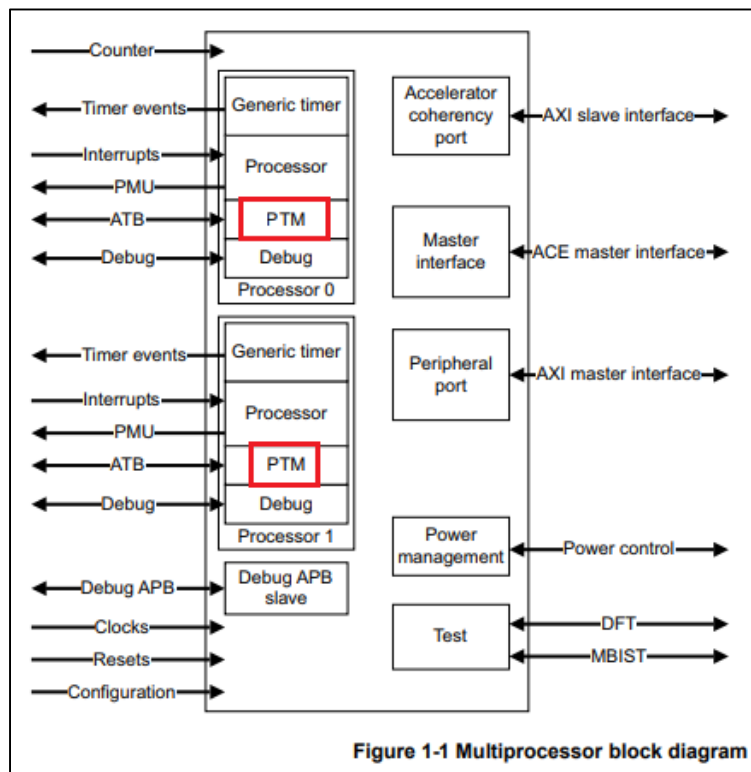 Counter
Timer events
Interrupts
PMU
ATB
Debug
Generic timer
Processor
PTM
Debug
Processor 0
Timer events
Interrupts
PMU
ATB
Debug
Generic timer
Processor
PTM
Debug
Processor 1
Debug APB
Debug APB
slave
Clocks
Resets
Configuration
Accelerator
coherency
port
AXI slave interface
Master
interface
ACE master interface
Peripheral
port
AXI master interface
Power
management
Power control
Test
DFT
MBIST
Figure 1-1 Multiprocessor block diagram